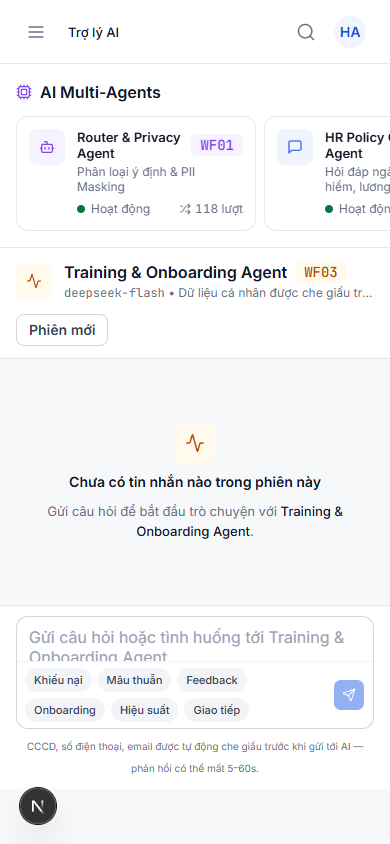 Trợ lý AI
HA
AI Multi-Agents
Router & Privacy Agent
WF01
Phân loại ý định & PII Masking
Hoạt động
118 lượt
HR Policy
Agent
Hỏi đáp
hiểm, lương
Hoạt
Training & Onboarding Agent
WF03
deepseek-flash • Dữ liệu cá nhân được che giấu tr...
Phiên mới
Chưa có tin nhắn nào trong phiên này
Gửi câu hỏi để bắt đầu trò chuyện với Training &
Onboarding Agent.
Gửi câu hỏi hoặc tình huống tới Training &
Onboarding Agent
Khiếu nại
Mâu thuẫn
Feedback
Onboarding
Hiệu suất
Giao tiếp
CCCD, số điện thoại, email được tự động che giấu trước khi gửi tới AI —
phản hồi có thể mất 5–60s.
N